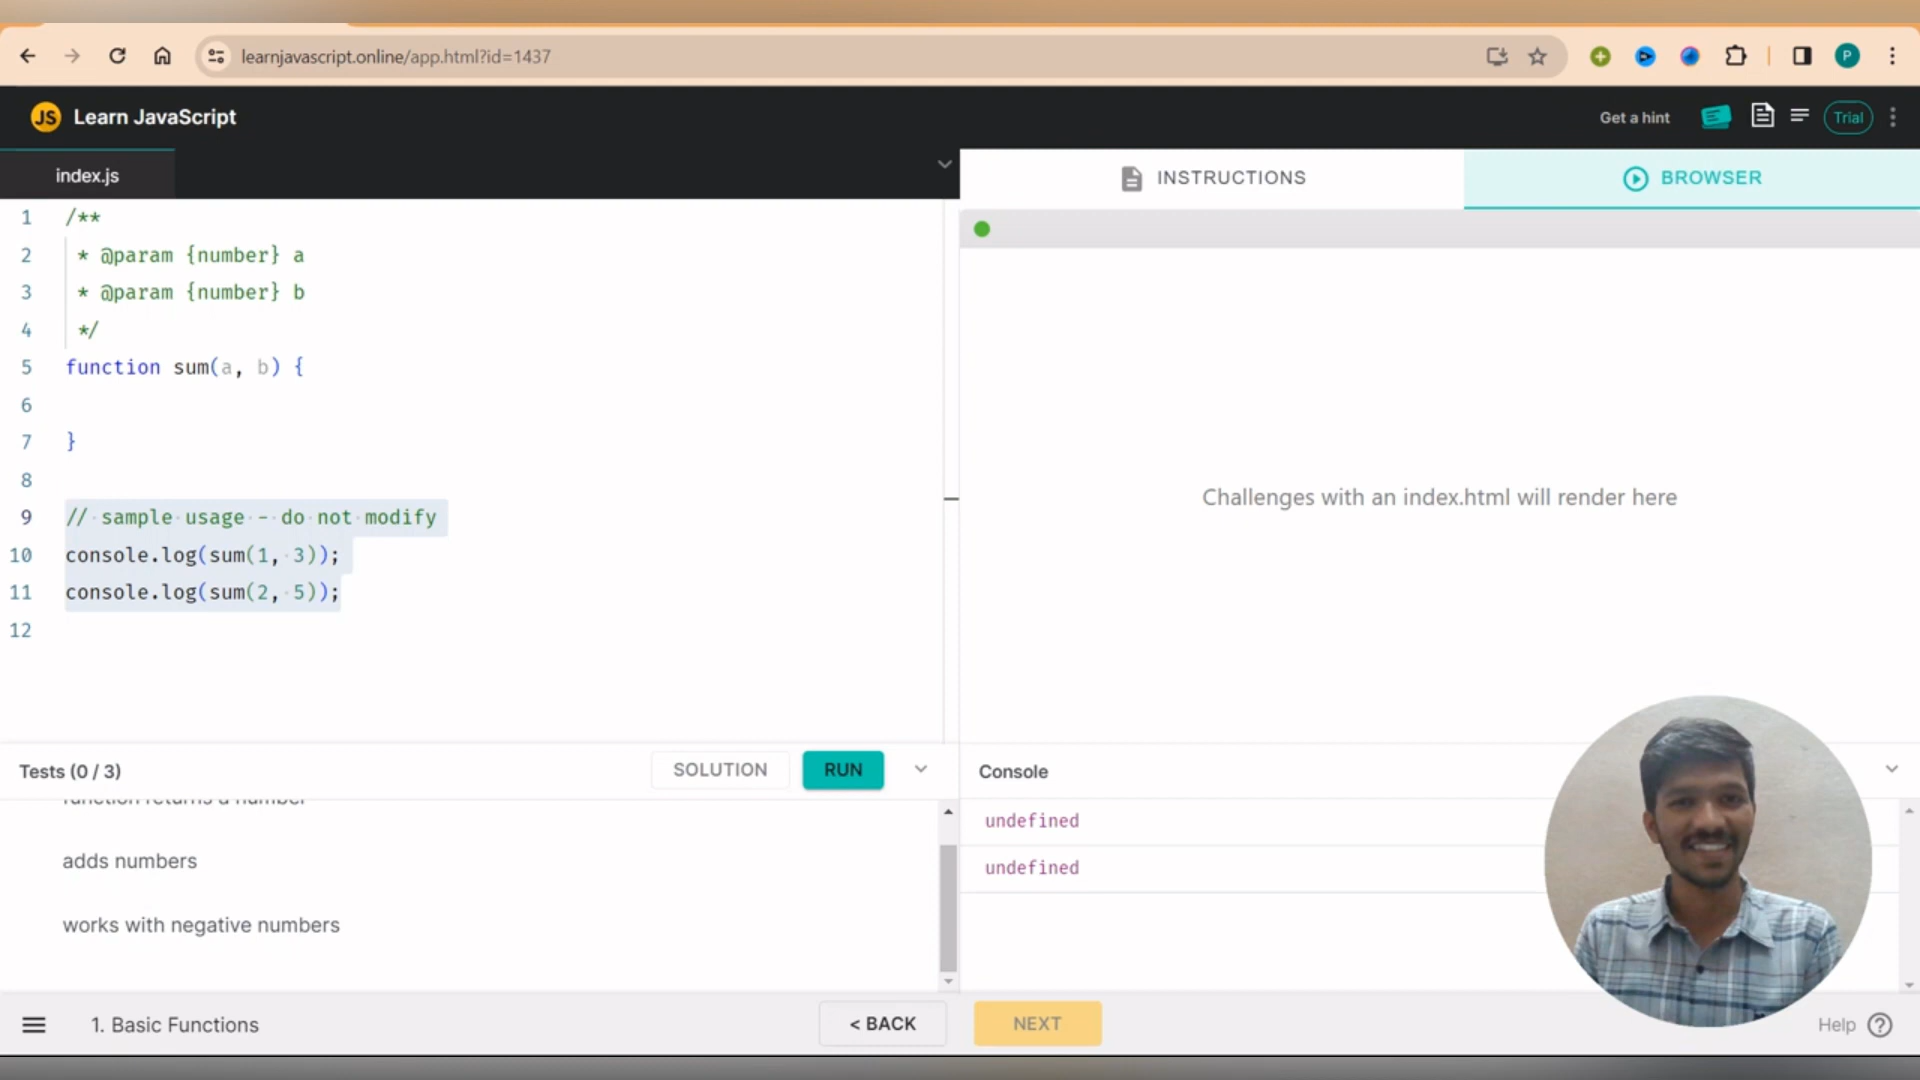 learnjavascript.online/app.html?id=1437
P
JS Learn JavaScript
Get a hint
Trial
index.js
INSTRUCTIONS
BROWSER
1 /**
2 * @param {number} a
3 * @param {number} b
4 */
5 function sum(a, b) {
6
7 }
8
9 // sample usage - do not modify
10 console.log(sum(1, 3));
11 console.log(sum(2, 5));
12
Challenges with an index.html will render here
Tests (0 / 3)
SOLUTION
RUN
Console
function returns a number
adds numbers
works with negative numbers
undefined
undefined
1. Basic Functions
< BACK
NEXT
Help ?